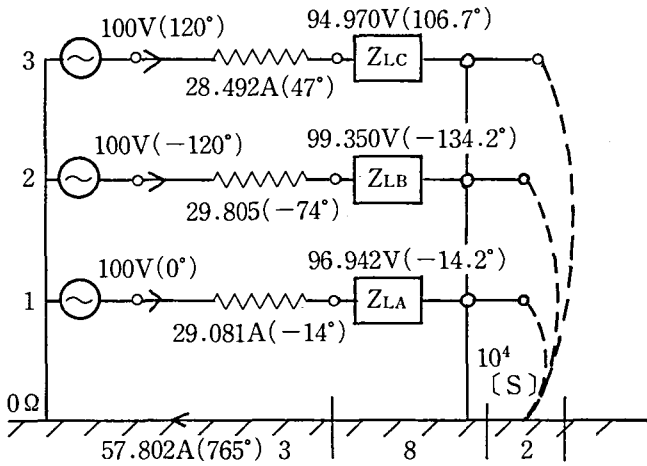 100V(120°)
94.970V(106.7°)
3
ZLC
28.492A(47°)
100V(−120°)
99.350V(−134.2°)
2
ZLB
29.805(−74°)
100V(0°)
96.942V(−14.2°)
1
ZLA
29.081A(−14°)
10⁴
〔S〕
0Ω
57.802A(765°)
3
8
2